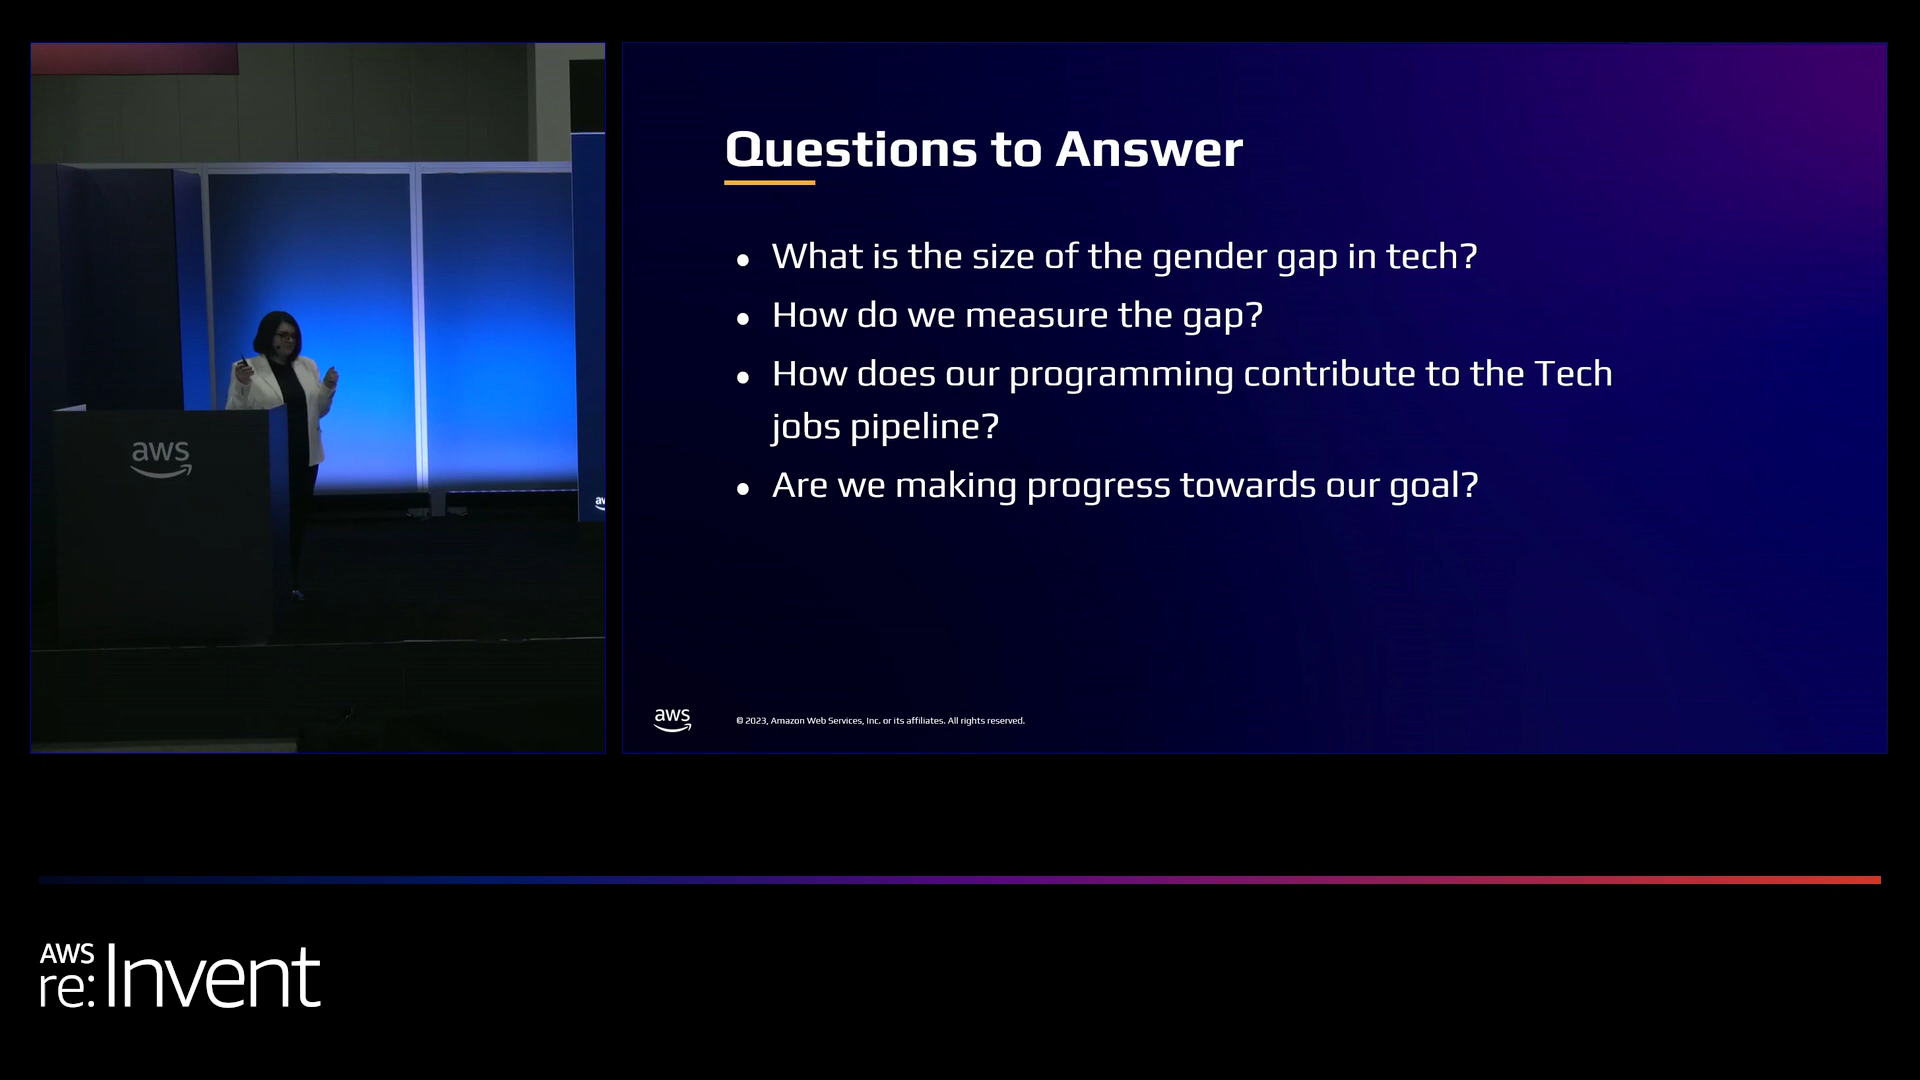 aws
Questions to Answer
• What is the size of the gender gap in tech?
• How do we measure the gap?
• How does our programming contribute to the Tech
jobs pipeline?
• Are we making progress towards our goal?
aws
© 2023, Amazon Web Services, Inc. or its affiliates. All rights reserved.
AWS
re:Invent